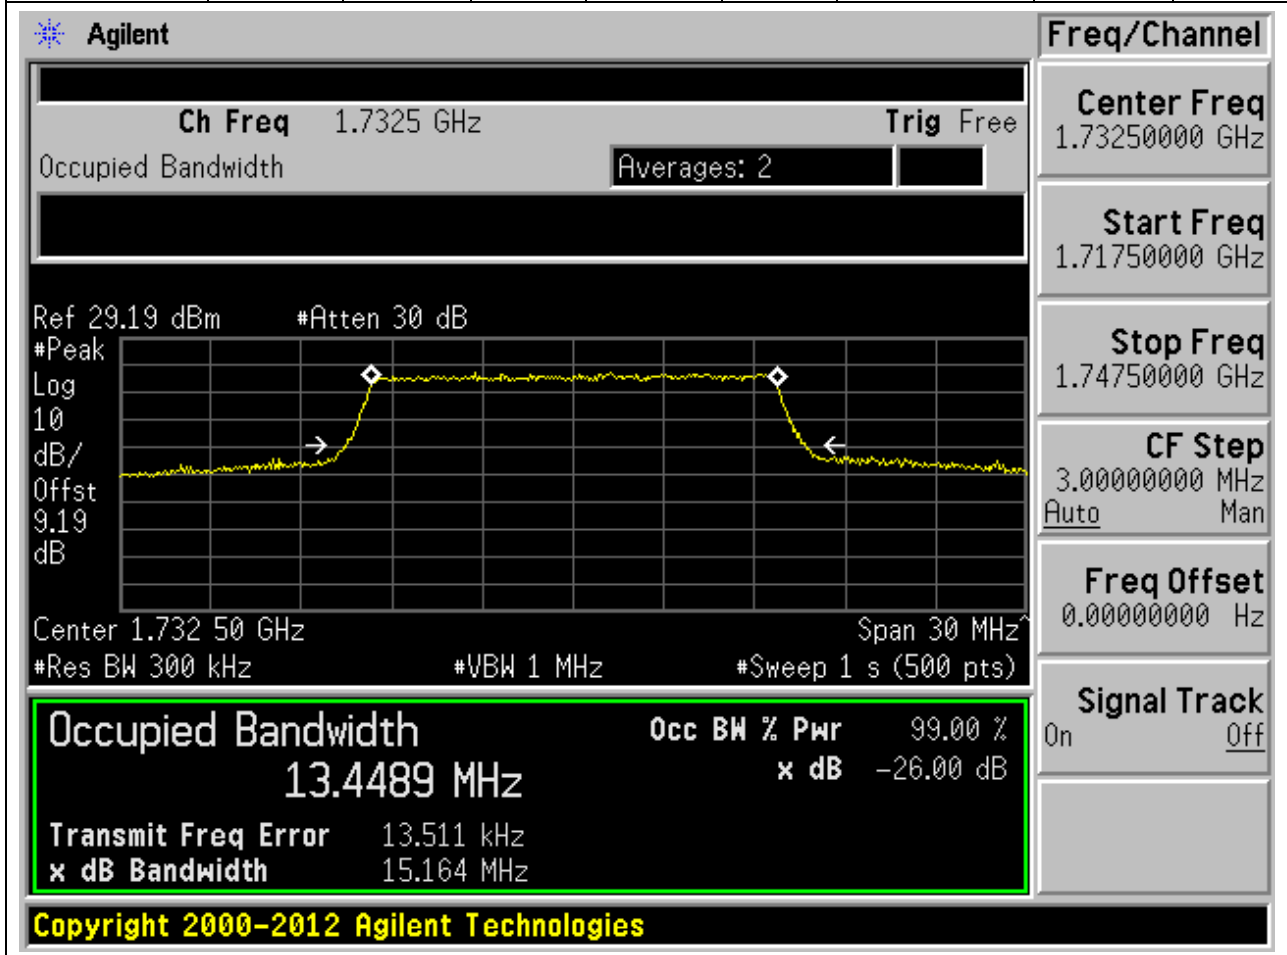 Agilent
Freq/Channel
Ch Freq 1.7325 GHz Trig Free
Occupied Bandwidth Averages: 2
Center Freq
1.73250000 GHz
Start Freq
1.71750000 GHz
Stop Freq
1.74750000 GHz
CF Step
3.00000000 MHz
Auto Man
Freq Offset
0.00000000 Hz
Signal Track
On Off
Ref 29.19 dBm #Atten 30 dB
#Peak
Log
10
dB/
Offst
9.19
dB
Center 1.732 50 GHz Span 30 MHz^
#Res BW 300 kHz #VBW 1 MHz #Sweep 1 s (500 pts)
Occupied Bandwidth Occ BW % Pwr 99.00 %
13.4489 MHz x dB -26.00 dB
Transmit Freq Error 13.511 kHz
x dB Bandwidth 15.164 MHz
Copyright 2000-2012 Agilent Technologies